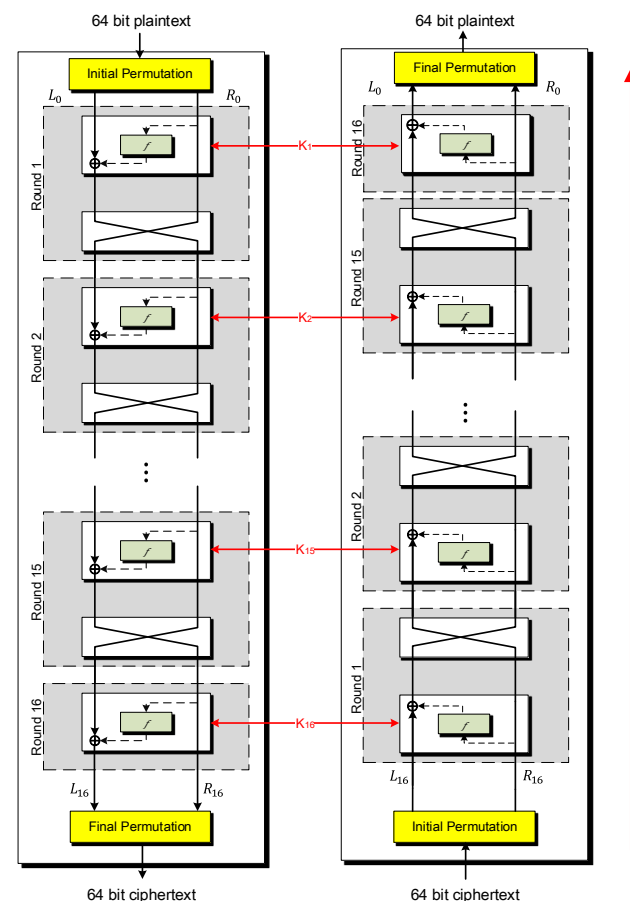 64 bit plaintext
Initial Permutation
L₀
R₀
Round 1
f
Round 2
f
Round 15
f
Round 16
f
L₁₆
R₁₆
Final Permutation
64 bit ciphertext
K₁
K₂
K₁₅
K₁₆
64 bit plaintext
Final Permutation
L₀
R₀
Round 16
f
Round 15
f
Round 2
f
Round 1
f
L₁₆
R₁₆
Initial Permutation
64 bit ciphertext